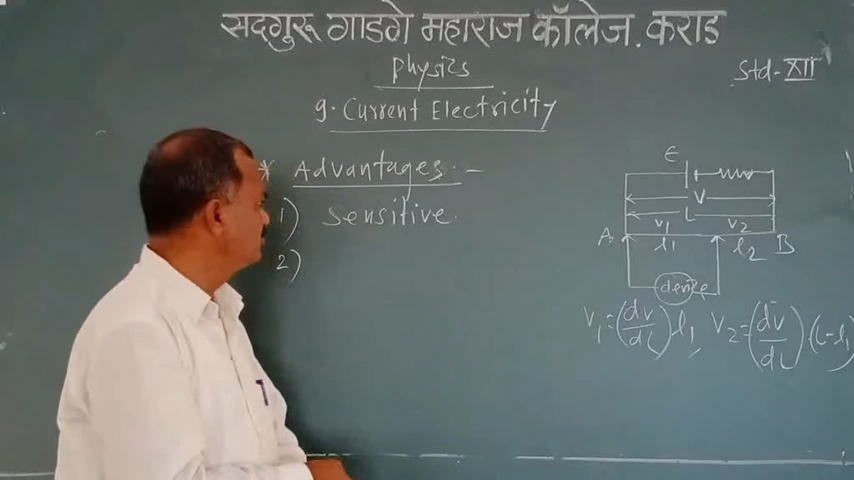 सद्गुरू गाडगे महाराज कॉलेज. कराड
Physics
Std- XII
9. Current Electricity
* Advantages :-
1) Sensitive.
2)
E
V
L
V1 V2
A l1 l2 B
device
V1=(dv/dL)l1, V2=(dv/dL)(L-l1)